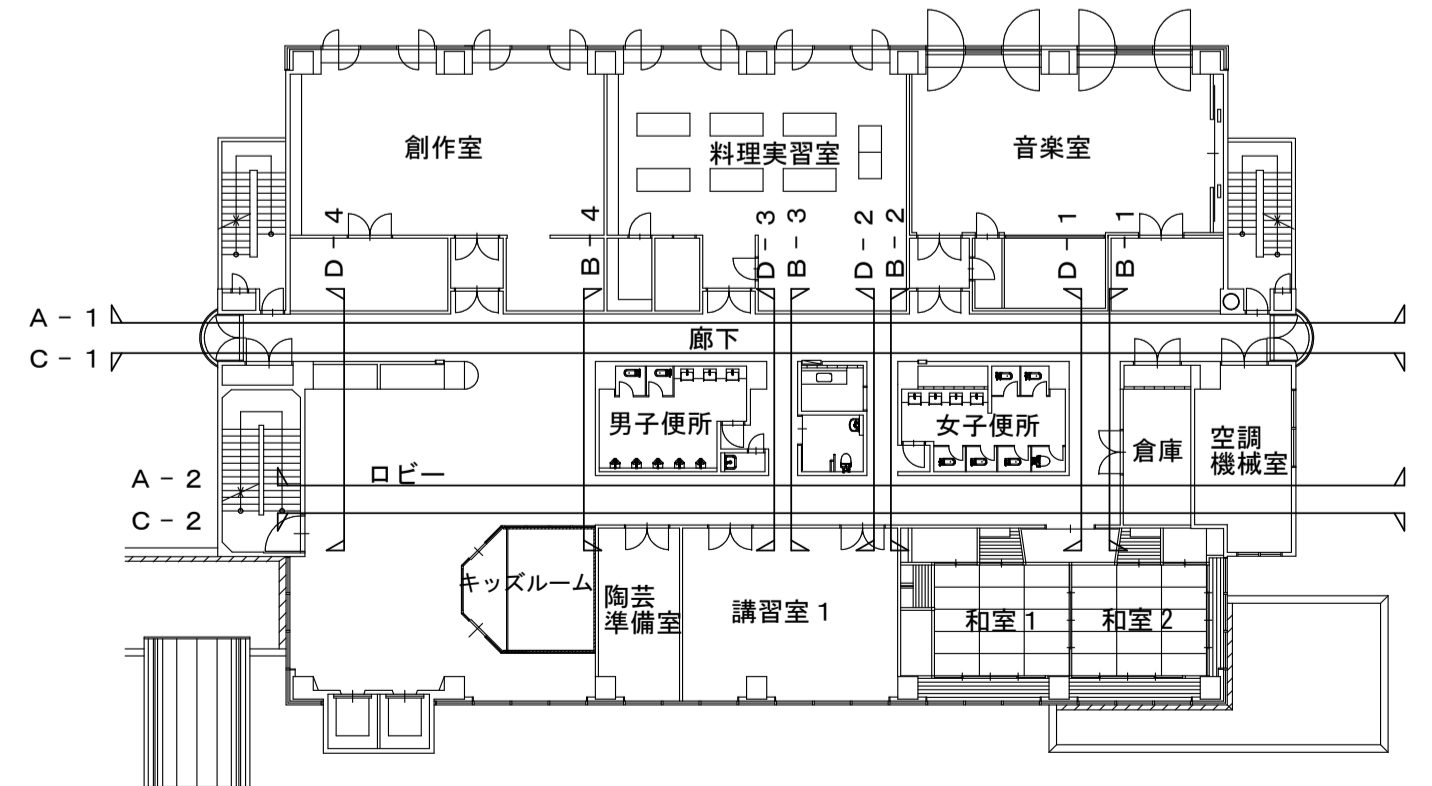 創作室
料理実習室
音楽室
D-4
B-4
D-3
B-3
D-2
B-2
D-1
B-1
A-1
廊下
C-1
男子便所
女子便所
倉庫
空調
機械室
A-2
ロビー
C-2
キッズルーム
陶芸
準備室
講習室1
和室1
和室2